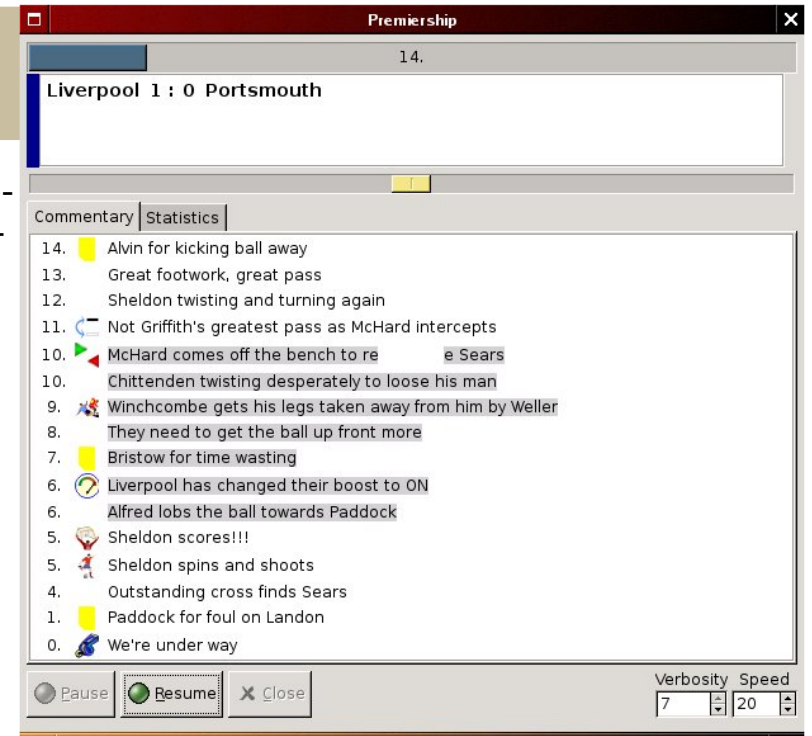 Premiership
14.
Liverpool 1 : 0 Portsmouth
Commentary Statistics
14. Alvin for kicking ball away
13. Great footwork, great pass
12. Sheldon twisting and turning again
11. Not Griffith's greatest pass as McHard intercepts
10. McHard comes off the bench to re e Sears
10. Chittenden twisting desperately to loose his man
9. Winchcombe gets his legs taken away from him by Weller
8. They need to get the ball up front more
7. Bristow for time wasting
6. Liverpool has changed their boost to ON
6. Alfred lobs the ball towards Paddock
5. Sheldon scores!!!
5. Sheldon spins and shoots
4. Outstanding cross finds Sears
1. Paddock for foul on Landon
0. We're under way
Verbosity Speed
Pause Resume Close 7 20